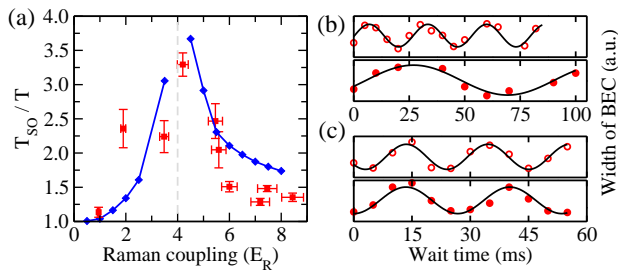 (a)
4.0
3.5
3.0
2.5
2.0
1.5
1.0
T_SO / T
0 2 4 6 8
Raman coupling (E_R)
(b)
0 25 50 75 100
(c)
0 15 30 45 60
Wait time (ms)
Width of BEC (a.u.)